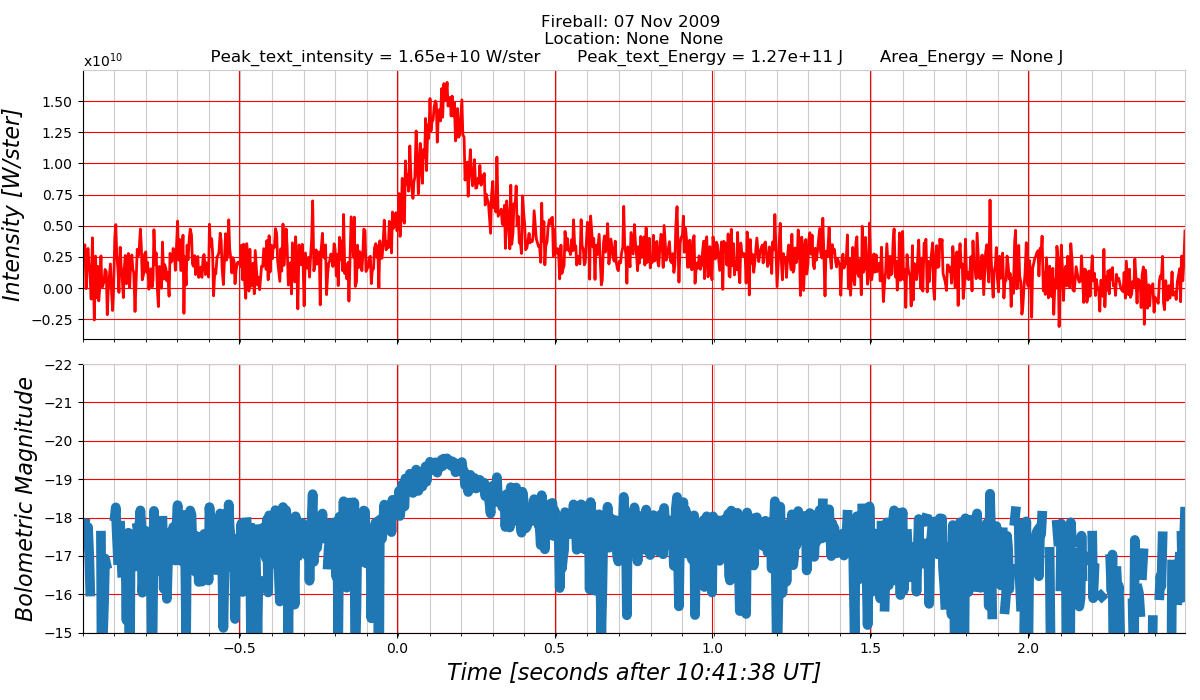 Fireball: 07 Nov 2009
Location: None  None
Peak_text_intensity = 1.65e+10 W/ster       Peak_text_Energy = 1.27e+11 J       Area_Energy = None J
x10¹⁰
Intensity [W/ster]
1.50
1.25
1.00
0.75
0.50
0.25
0.00
−0.25
Bolometric Magnitude
−22
−21
−20
−19
−18
−17
−16
−15
−0.5 0.0 0.5 1.0 1.5 2.0
Time [seconds after 10:41:38 UT]